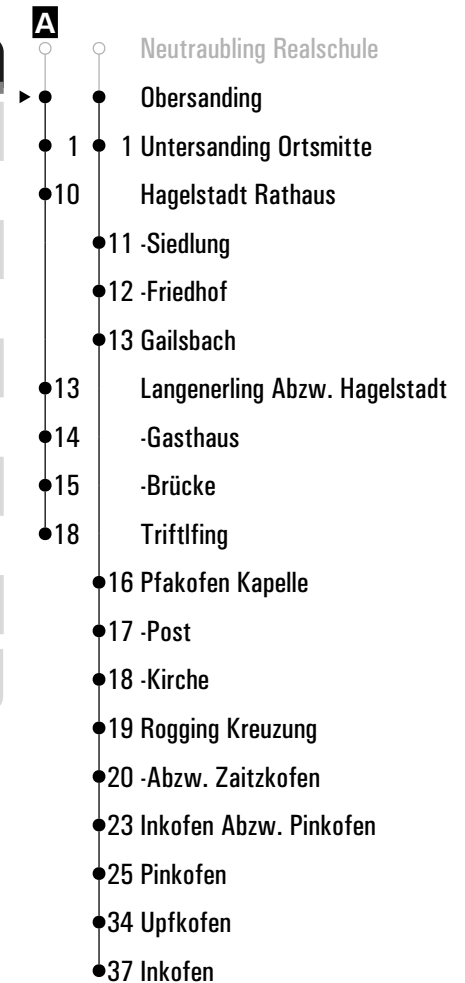 A
Neutraubling Realschule
Obersanding
1 1 Untersanding Ortsmitte
10 Hagelstadt Rathaus
11 -Siedlung
12 -Friedhof
13 Gailsbach
13 Langenerling Abzw. Hagelstadt
14 -Gasthaus
15 -Brücke
18 Triftlfing
16 Pfakofen Kapelle
17 -Post
18 -Kirche
19 Rogging Kreuzung
20 -Abzw. Zaitzkofen
23 Inkofen Abzw. Pinkofen
25 Pinkofen
34 Upfkofen
37 Inkofen